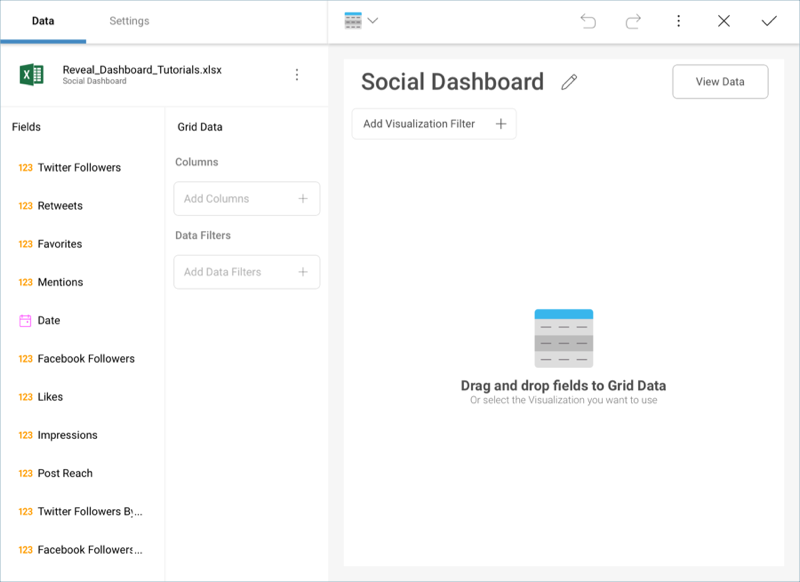 Data
Settings
Reveal_Dashboard_Tutorials.xlsx
Social Dashboard
Fields
123 Twitter Followers
123 Retweets
123 Favorites
123 Mentions
Date
123 Facebook Followers
123 Likes
123 Impressions
123 Post Reach
123 Twitter Followers By...
123 Facebook Followers...
Grid Data
Columns
Add Columns
Data Filters
Add Data Filters
Social Dashboard
View Data
Add Visualization Filter
Drag and drop fields to Grid Data
Or select the Visualization you want to use